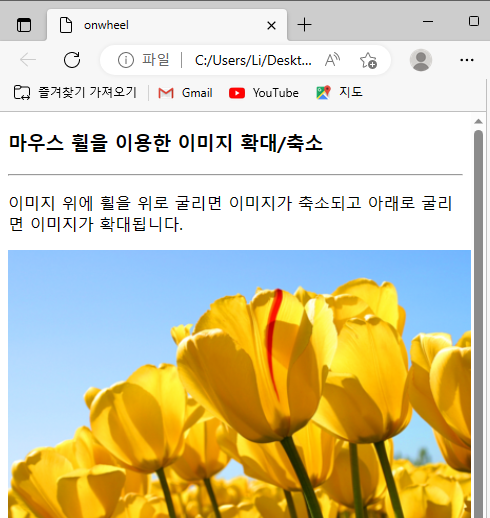 onwheel
파일
C:/Users/Li/Deskt...
즐겨찾기 가져오기
Gmail
YouTube
지도
마우스 휠을 이용한 이미지 확대/축소
이미지 위에 휠을 위로 굴리면 이미지가 축소되고 아래로 굴리
면 이미지가 확대됩니다.